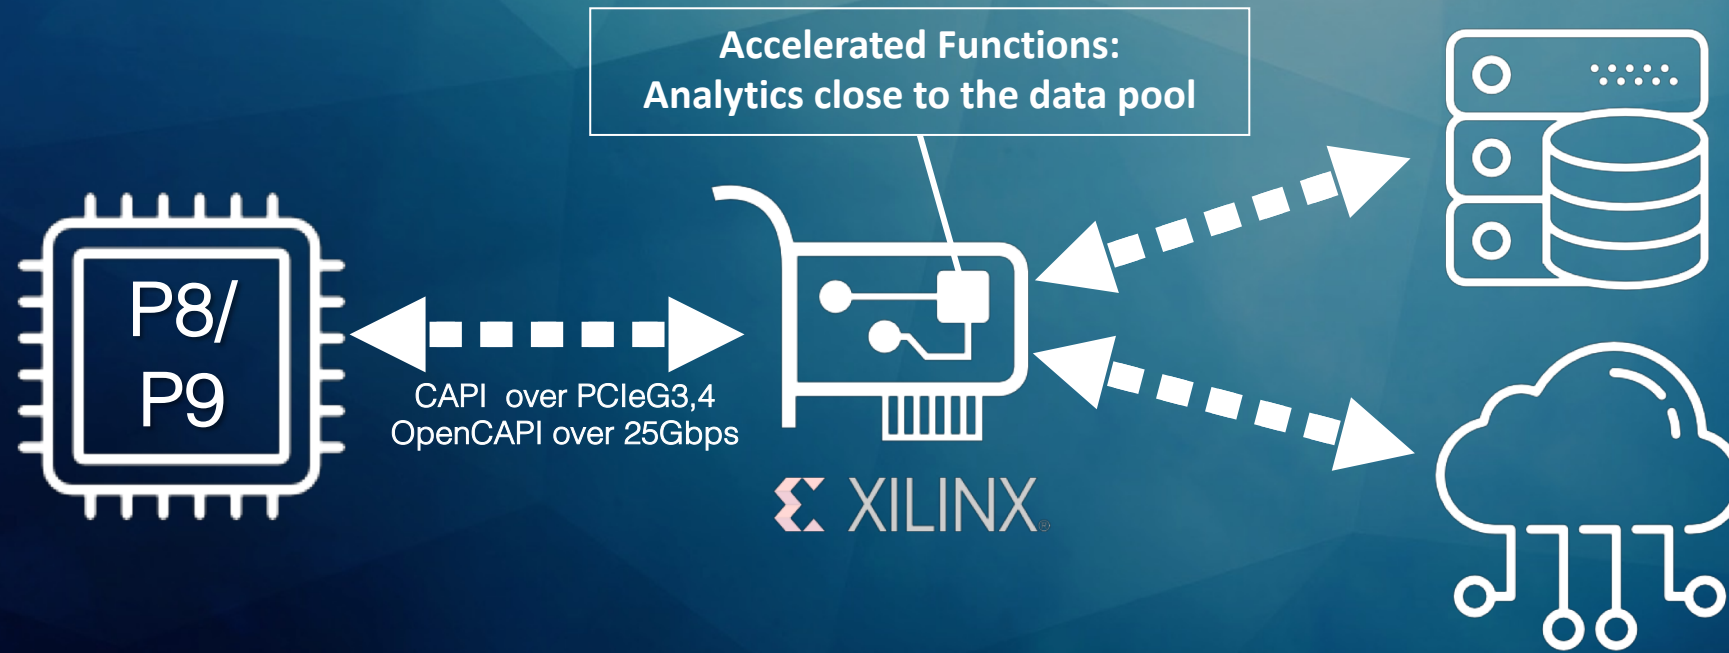 Accelerated Functions:
Analytics close to the data pool
P8/
P9
CAPI over PCIeG3,4
OpenCAPI over 25Gbps
XILINX®